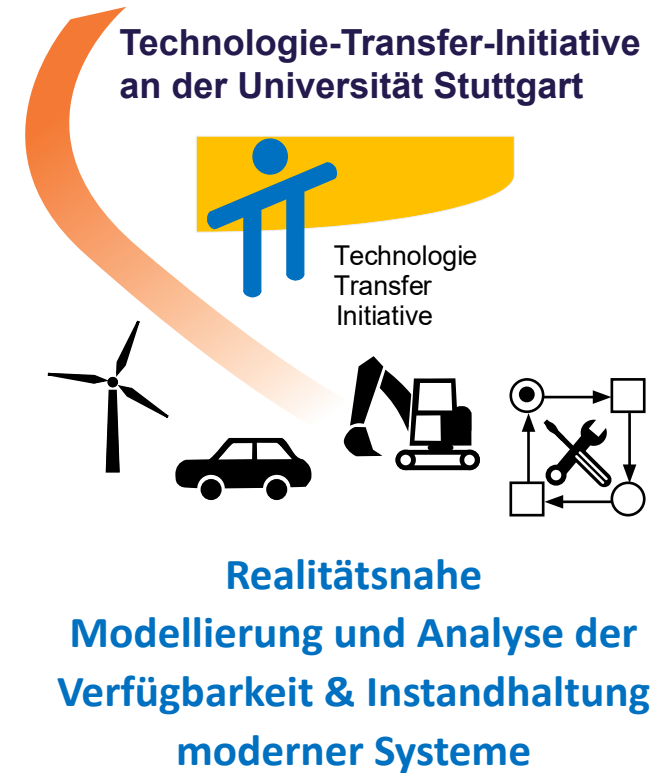 Technologie-Transfer-Initiative
an der Universität Stuttgart
Technologie
Transfer
Initiative
Realitätsnahe
Modellierung und Analyse der
Verfügbarkeit & Instandhaltung
moderner Systeme